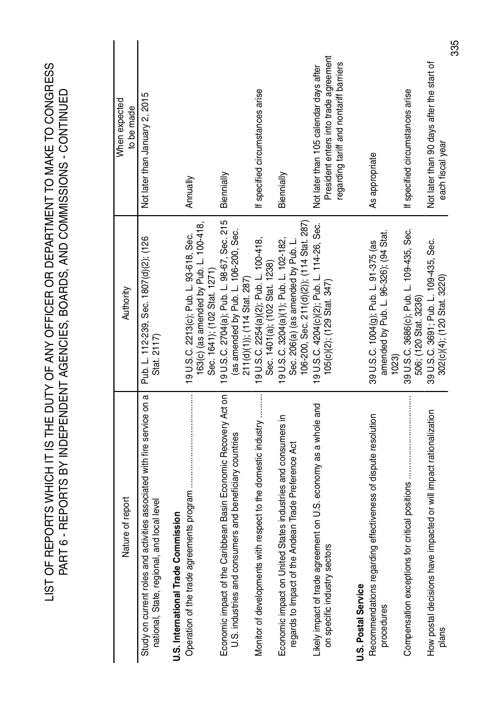 LIST OF REPORTS WHICH IT IS THE DUTY OF ANY OFFICER OR DEPARTMENT TO MAKE TO CONGRESS
PART 6 - REPORTS BY INDEPENDENT AGENCIES, BOARDS, AND COMMISSIONS - CONTINUED
Nature of report
Authority
When expected
to be made
Study on current roles and activities associated with fire service on a
national, State, regional, and local level
Pub. L. 112-239, Sec. 1807(d)(2); (126
Stat. 2117)
Not later than January 2, 2015
U.S. International Trade Commission
Operation of the trade agreements program
19 U.S.C. 2213(c); Pub. L. 93-618, Sec.
163(c) (as amended by Pub. L. 100-418,
Sec. 1641); (102 Stat. 1271)
Annually
Economic impact of the Caribbean Basin Economic Recovery Act on
U.S. industries and consumers and beneficiary countries
19 U.S.C. 2704(a); Pub. L. 98-67, Sec. 215
(as amended by Pub. L. 106-200, Sec.
211(d)(1)); (114 Stat. 287)
Biennially
Monitor of developments with respect to the domestic industry
19 U.S.C. 2254(a)(2); Pub. L. 100-418,
Sec. 1401(a); (102 Stat. 1238)
If specified circumstances arise
Economic impact on United States industries and consumers in
regards to Impact of the Andean Trade Preference Act
19 U.S.C. 3204(a)(1); Pub. L. 102-182,
Sec. 206(a) (as amended by Pub. L.
106-200, Sec. 211(d)(2)); (114 Stat. 287)
Biennially
Likely impact of trade agreement on U.S. economy as a whole and
on specific industry sectors
19 U.S.C. 4204(c)(2); Pub. L. 114-26, Sec.
105(c)(2); (129 Stat. 347)
Not later than 105 calendar days after
President enters into trade agreement
regarding tariff and nontariff barriers
U.S. Postal Service
Recommendations regarding effectiveness of dispute resolution
procedures
39 U.S.C. 1004(g); Pub. L. 91-375 (as
amended by Pub. L. 96-326); (94 Stat.
1023)
As appropriate
Compensation exceptions for critical positions
39 U.S.C. 3686(c); Pub. L. 109-435, Sec.
506; (120 Stat. 3236)
If specified circumstances arise
How postal decisions have impacted or will impact rationalization
plans
39 U.S.C. 3691; Pub. L. 109-435, Sec.
302(c)(4); (120 Stat. 3220)
Not later than 90 days after the start of
each fiscal year
335